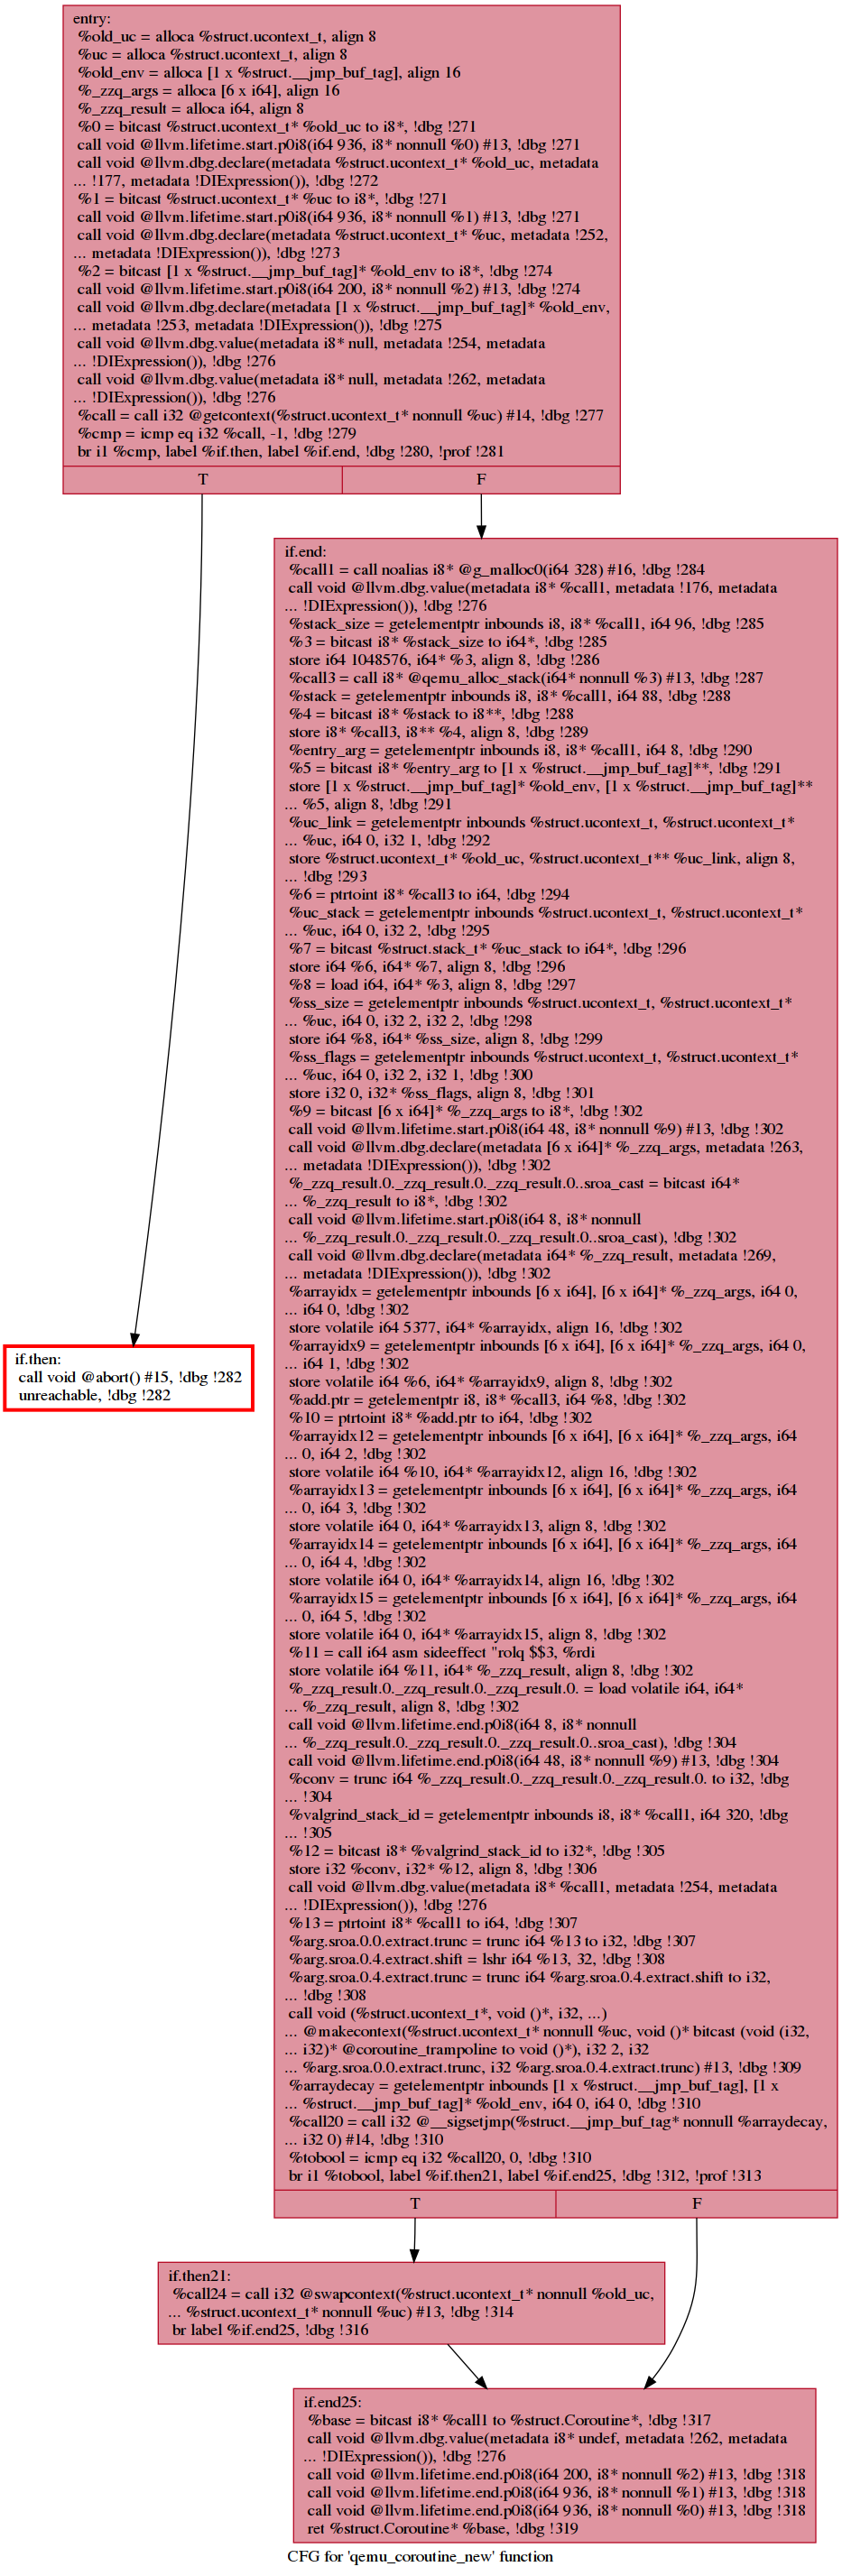 entry:
%old_uc = alloca %struct.ucontext_t, align 8
%uc = alloca %struct.ucontext_t, align 8
%old_env = alloca [1 x %struct.__jmp_buf_tag], align 16
%_zzq_args = alloca [6 x i64], align 16
%_zzq_result = alloca i64, align 8
%0 = bitcast %struct.ucontext_t* %old_uc to i8*, !dbg !271
call void @llvm.lifetime.start.p0i8(i64 936, i8* nonnull %0) #13, !dbg !271
call void @llvm.dbg.declare(metadata %struct.ucontext_t* %old_uc, metadata
... !177, metadata !DIExpression()), !dbg !272
%1 = bitcast %struct.ucontext_t* %uc to i8*, !dbg !271
call void @llvm.lifetime.start.p0i8(i64 936, i8* nonnull %1) #13, !dbg !271
call void @llvm.dbg.declare(metadata %struct.ucontext_t* %uc, metadata !252,
... metadata !DIExpression()), !dbg !273
%2 = bitcast [1 x %struct.__jmp_buf_tag]* %old_env to i8*, !dbg !274
call void @llvm.lifetime.start.p0i8(i64 200, i8* nonnull %2) #13, !dbg !274
call void @llvm.dbg.declare(metadata [1 x %struct.__jmp_buf_tag]* %old_env,
... metadata !253, metadata !DIExpression()), !dbg !275
call void @llvm.dbg.value(metadata i8* null, metadata !254, metadata
... !DIExpression()), !dbg !276
call void @llvm.dbg.value(metadata i8* null, metadata !262, metadata
... !DIExpression()), !dbg !276
%call = call i32 @getcontext(%struct.ucontext_t* nonnull %uc) #14, !dbg !277
%cmp = icmp eq i32 %call, -1, !dbg !279
br i1 %cmp, label %if.then, label %if.end, !dbg !280, !prof !281
T
F
if.end:
%call1 = call noalias i8* @g_malloc0(i64 328) #16, !dbg !284
call void @llvm.dbg.value(metadata i8* %call1, metadata !176, metadata
... !DIExpression()), !dbg !276
%stack_size = getelementptr inbounds i8, i8* %call1, i64 96, !dbg !285
%3 = bitcast i8* %stack_size to i64*, !dbg !285
store i64 1048576, i64* %3, align 8, !dbg !286
%call3 = call i8* @qemu_alloc_stack(i64* nonnull %3) #13, !dbg !287
%stack = getelementptr inbounds i8, i8* %call1, i64 88, !dbg !288
%4 = bitcast i8* %stack to i8**, !dbg !288
store i8* %call3, i8** %4, align 8, !dbg !289
%entry_arg = getelementptr inbounds i8, i8* %call1, i64 8, !dbg !290
%5 = bitcast i8* %entry_arg to [1 x %struct.__jmp_buf_tag]**, !dbg !291
store [1 x %struct.__jmp_buf_tag]* %old_env, [1 x %struct.__jmp_buf_tag]**
... %5, align 8, !dbg !291
%uc_link = getelementptr inbounds %struct.ucontext_t, %struct.ucontext_t*
... %uc, i64 0, i32 1, !dbg !292
store %struct.ucontext_t* %old_uc, %struct.ucontext_t** %uc_link, align 8,
... !dbg !293
%6 = ptrtoint i8* %call3 to i64, !dbg !294
%uc_stack = getelementptr inbounds %struct.ucontext_t, %struct.ucontext_t*
... %uc, i64 0, i32 2, !dbg !295
%7 = bitcast %struct.stack_t* %uc_stack to i64*, !dbg !296
store i64 %6, i64* %7, align 8, !dbg !296
%8 = load i64, i64* %3, align 8, !dbg !297
%ss_size = getelementptr inbounds %struct.ucontext_t, %struct.ucontext_t*
... %uc, i64 0, i32 2, i32 2, !dbg !298
store i64 %8, i64* %ss_size, align 8, !dbg !299
%ss_flags = getelementptr inbounds %struct.ucontext_t, %struct.ucontext_t*
... %uc, i64 0, i32 2, i32 1, !dbg !300
store i32 0, i32* %ss_flags, align 8, !dbg !301
%9 = bitcast [6 x i64]* %_zzq_args to i8*, !dbg !302
call void @llvm.lifetime.start.p0i8(i64 48, i8* nonnull %9) #13, !dbg !302
call void @llvm.dbg.declare(metadata [6 x i64]* %_zzq_args, metadata !263,
... metadata !DIExpression()), !dbg !302
%_zzq_result.0._zzq_result.0._zzq_result.0..sroa_cast = bitcast i64*
... %_zzq_result to i8*, !dbg !302
call void @llvm.lifetime.start.p0i8(i64 8, i8* nonnull
... %_zzq_result.0._zzq_result.0._zzq_result.0..sroa_cast), !dbg !302
call void @llvm.dbg.declare(metadata i64* %_zzq_result, metadata !269,
... metadata !DIExpression()), !dbg !302
%arrayidx = getelementptr inbounds [6 x i64], [6 x i64]* %_zzq_args, i64 0,
... i64 0, !dbg !302
store volatile i64 5377, i64* %arrayidx, align 16, !dbg !302
%arrayidx9 = getelementptr inbounds [6 x i64], [6 x i64]* %_zzq_args, i64 0,
... i64 1, !dbg !302
store volatile i64 %6, i64* %arrayidx9, align 8, !dbg !302
%add.ptr = getelementptr i8, i8* %call3, i64 %8, !dbg !302
%10 = ptrtoint i8* %add.ptr to i64, !dbg !302
%arrayidx12 = getelementptr inbounds [6 x i64], [6 x i64]* %_zzq_args, i64
... 0, i64 2, !dbg !302
store volatile i64 %10, i64* %arrayidx12, align 16, !dbg !302
%arrayidx13 = getelementptr inbounds [6 x i64], [6 x i64]* %_zzq_args, i64
... 0, i64 3, !dbg !302
store volatile i64 0, i64* %arrayidx13, align 8, !dbg !302
%arrayidx14 = getelementptr inbounds [6 x i64], [6 x i64]* %_zzq_args, i64
... 0, i64 4, !dbg !302
store volatile i64 0, i64* %arrayidx14, align 16, !dbg !302
%arrayidx15 = getelementptr inbounds [6 x i64], [6 x i64]* %_zzq_args, i64
... 0, i64 5, !dbg !302
store volatile i64 0, i64* %arrayidx15, align 8, !dbg !302
%11 = call i64 asm sideeffect "rolq $$3, %rdi
store volatile i64 %11, i64* %_zzq_result, align 8, !dbg !302
%_zzq_result.0._zzq_result.0._zzq_result.0. = load volatile i64, i64*
... %_zzq_result, align 8, !dbg !302
call void @llvm.lifetime.end.p0i8(i64 8, i8* nonnull
... %_zzq_result.0._zzq_result.0._zzq_result.0..sroa_cast), !dbg !304
call void @llvm.lifetime.end.p0i8(i64 48, i8* nonnull %9) #13, !dbg !304
%conv = trunc i64 %_zzq_result.0._zzq_result.0._zzq_result.0. to i32, !dbg
... !304
%valgrind_stack_id = getelementptr inbounds i8, i8* %call1, i64 320, !dbg
... !305
%12 = bitcast i8* %valgrind_stack_id to i32*, !dbg !305
store i32 %conv, i32* %12, align 8, !dbg !306
call void @llvm.dbg.value(metadata i8* %call1, metadata !254, metadata
... !DIExpression()), !dbg !276
%13 = ptrtoint i8* %call1 to i64, !dbg !307
%arg.sroa.0.0.extract.trunc = trunc i64 %13 to i32, !dbg !307
%arg.sroa.0.4.extract.shift = lshr i64 %13, 32, !dbg !308
%arg.sroa.0.4.extract.trunc = trunc i64 %arg.sroa.0.4.extract.shift to i32,
... !dbg !308
call void (%struct.ucontext_t*, void ()*, i32, ...)
... @makecontext(%struct.ucontext_t* nonnull %uc, void ()* bitcast (void (i32,
... i32)* @coroutine_trampoline to void ()*), i32 2, i32
... %arg.sroa.0.0.extract.trunc, i32 %arg.sroa.0.4.extract.trunc) #13, !dbg !309
%arraydecay = getelementptr inbounds [1 x %struct.__jmp_buf_tag], [1 x
... %struct.__jmp_buf_tag]* %old_env, i64 0, i64 0, !dbg !310
%call20 = call i32 @__sigsetjmp(%struct.__jmp_buf_tag* nonnull %arraydecay,
... i32 0) #14, !dbg !310
%tobool = icmp eq i32 %call20, 0, !dbg !310
br i1 %tobool, label %if.then21, label %if.end25, !dbg !312, !prof !313
T
F
if.then:
call void @abort() #15, !dbg !282
unreachable, !dbg !282
if.then21:
%call24 = call i32 @swapcontext(%struct.ucontext_t* nonnull %old_uc,
... %struct.ucontext_t* nonnull %uc) #13, !dbg !314
br label %if.end25, !dbg !316
if.end25:
%base = bitcast i8* %call1 to %struct.Coroutine*, !dbg !317
call void @llvm.dbg.value(metadata i8* undef, metadata !262, metadata
... !DIExpression()), !dbg !276
call void @llvm.lifetime.end.p0i8(i64 200, i8* nonnull %2) #13, !dbg !318
call void @llvm.lifetime.end.p0i8(i64 936, i8* nonnull %1) #13, !dbg !318
call void @llvm.lifetime.end.p0i8(i64 936, i8* nonnull %0) #13, !dbg !318
ret %struct.Coroutine* %base, !dbg !319
CFG for 'qemu_coroutine_new' function